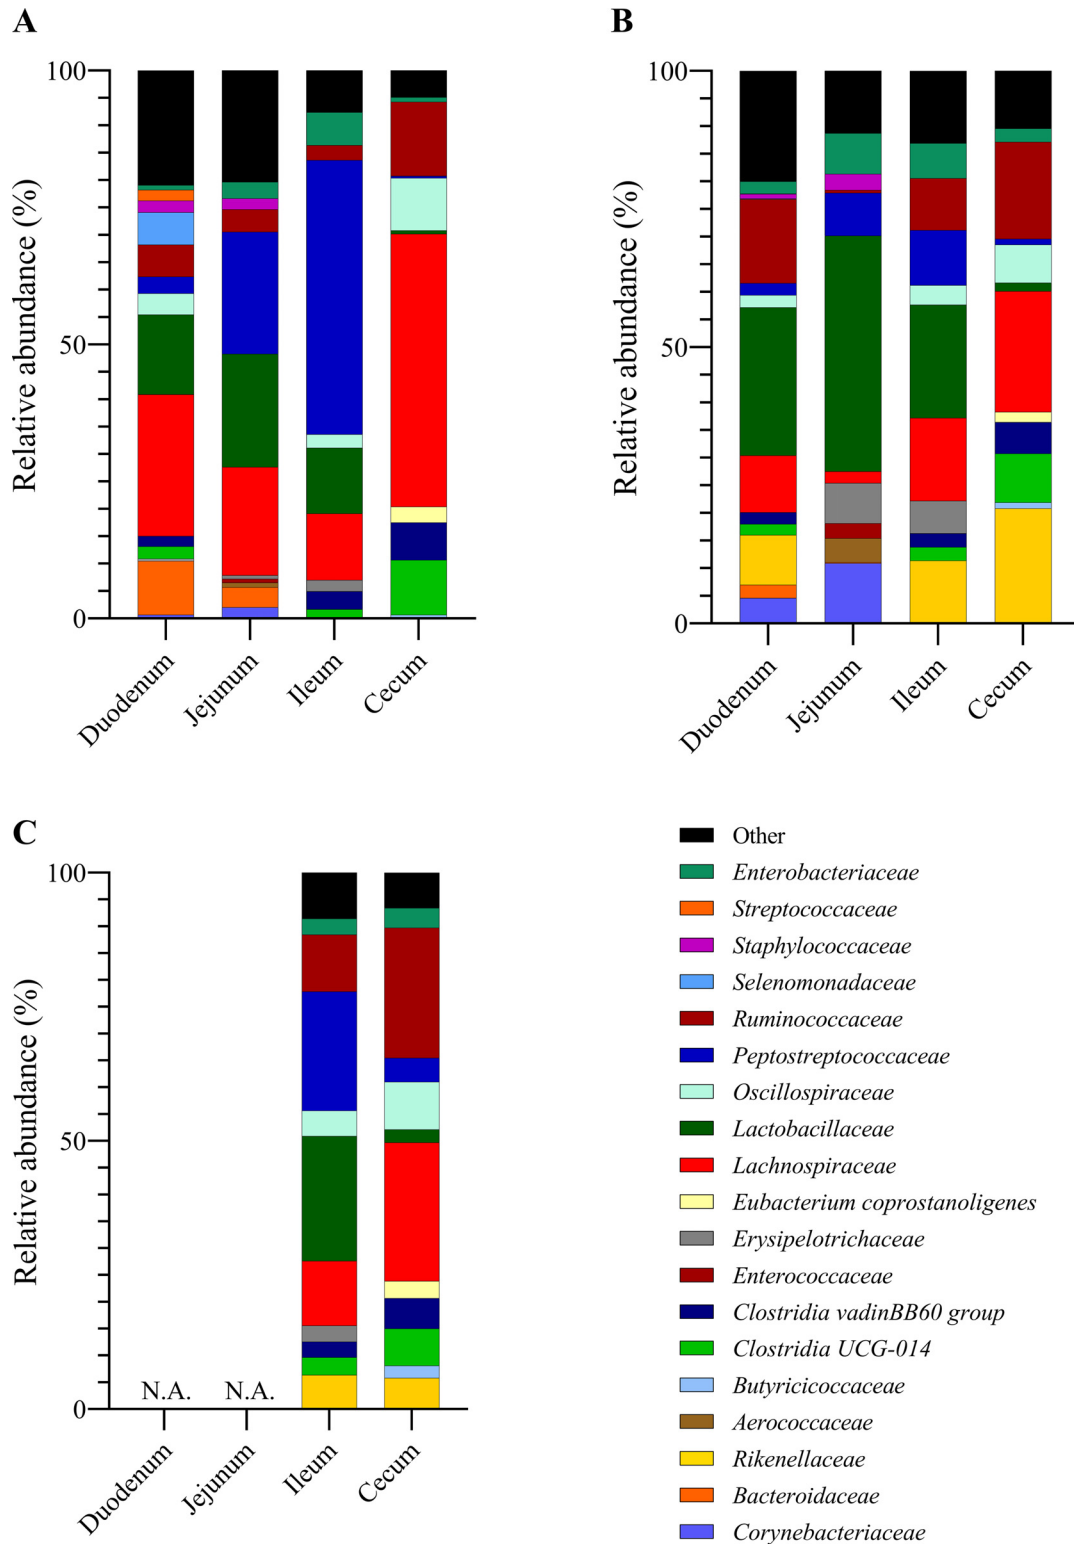 A
Relative abundance (%)
100
50
0
Duodenum
Jejunum
Ileum
Cecum
B
Relative abundance (%)
100
50
0
Duodenum
Jejunum
Ileum
Cecum
C
Relative abundance (%)
100
50
0
N.A.
N.A.
Duodenum
Jejunum
Ileum
Cecum
Other
Enterobacteriaceae
Streptococcaceae
Staphylococcaceae
Selenomonadaceae
Ruminococcaceae
Peptostreptococcaceae
Oscillospiraceae
Lactobacillaceae
Lachnospiraceae
Eubacterium coprostanoligenes
Erysipelotrichaceae
Enterococcaceae
Clostridia vadinBB60 group
Clostridia UCG-014
Butyricicoccaceae
Aerococcaceae
Rikenellaceae
Bacteroidaceae
Corynebacteriaceae